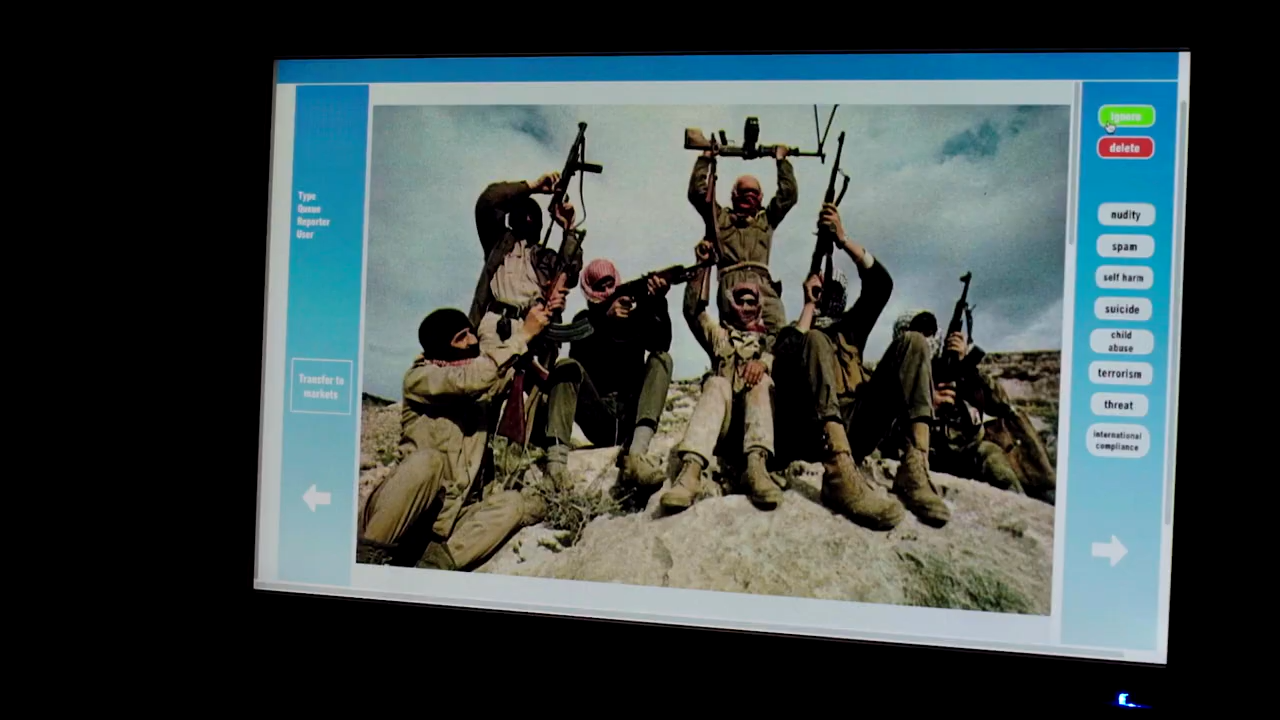 Type
Queue
Reporter
User
Transfer to
markets
ignore
delete
nudity
spam
self harm
suicide
child
abuse
terrorism
threat
international
compliance